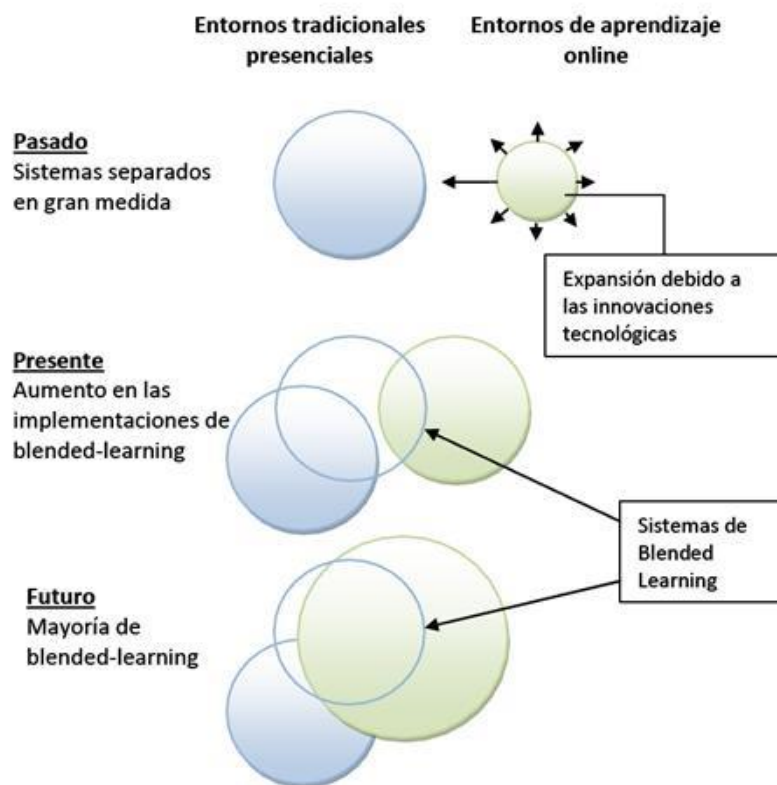 Entornos tradicionales
presenciales
Entornos de aprendizaje
online
Pasado
Sistemas separados
en gran medida
Expansión debido a
las innovaciones
tecnológicas
Presente
Aumento en las
implementaciones de
blended-learning
Sistemas de
Blended
Learning
Futuro
Mayoría de
blended-learning